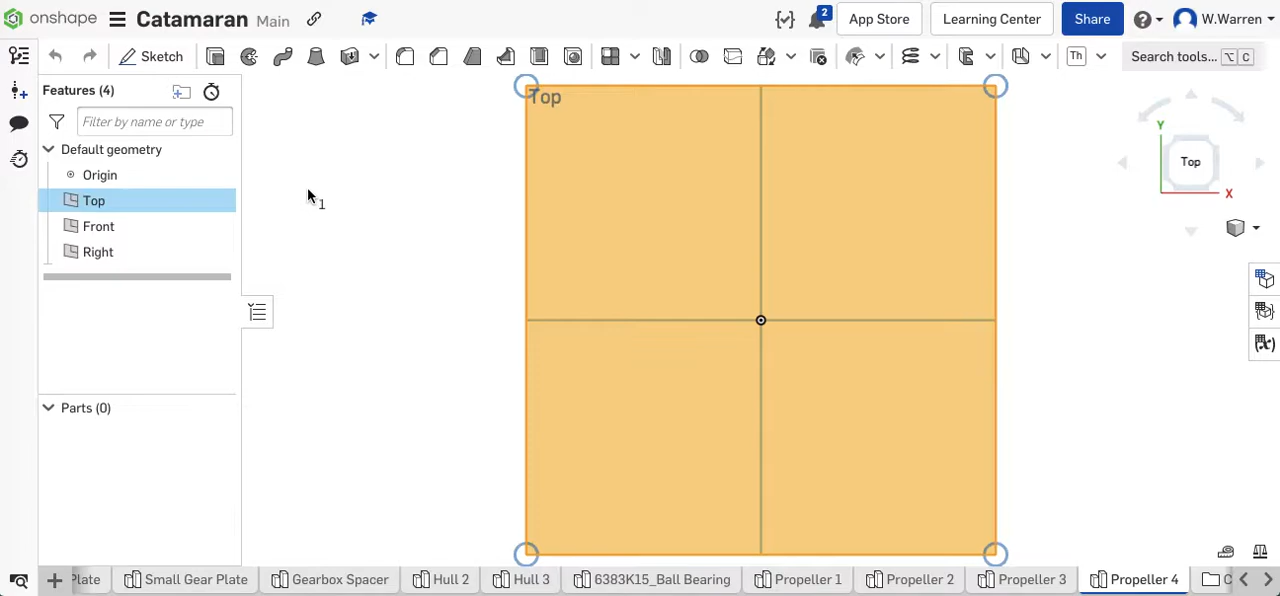 onshape Catamaran Main 2 App Store Learning Center Share W.Warren
Sketch Th Search tools... ⌥ C
Features (4)
Filter by name or type
Default geometry
Origin
Top
Front
Right
Parts (0)
Top
1
Y
Top
X
(x)
Plate Small Gear Plate Gearbox Spacer Hull 2 Hull 3 6383K15_Ball Bearing Propeller 1 Propeller 2 Propeller 3 Propeller 4 C